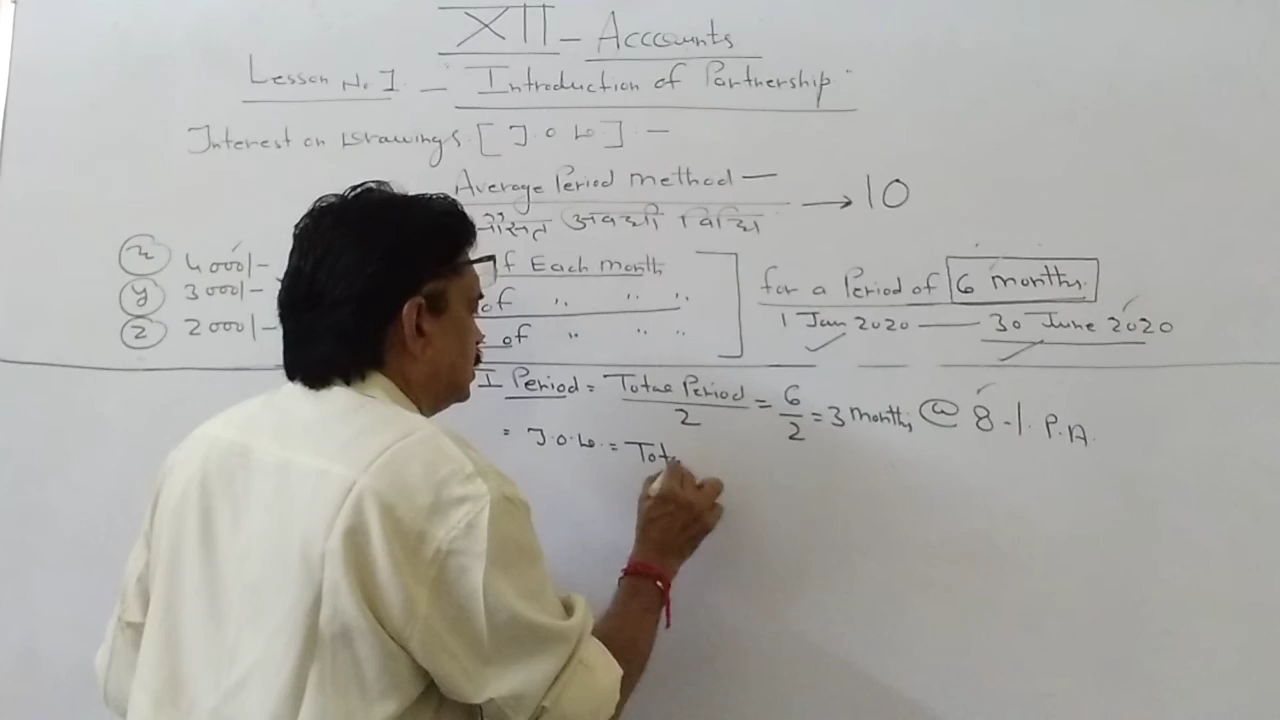 XII - Acccounts
Lesson No. 1 - "Introduction of Partnership"
Interest on Drawings. [I.O.D.] -
Average Period method -
औसत अवधी विधि → 10
x 4000/- Each month
y 3000/- of " " "
z 2000/- of " " "
for a Period of 6 months.
1 Jan 2020 - 30 June 2020
I Period = Total Period / 2 = 6/2 = 3 months @ 8 % P.A.
= I.O.D. = Tot